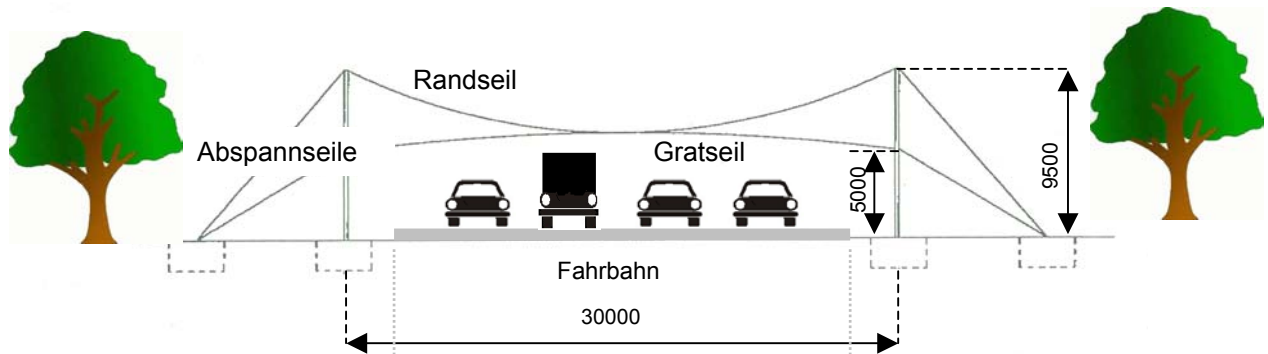 Randseil
Abspannseile
Gratseil
5000
9500
Fahrbahn
30000